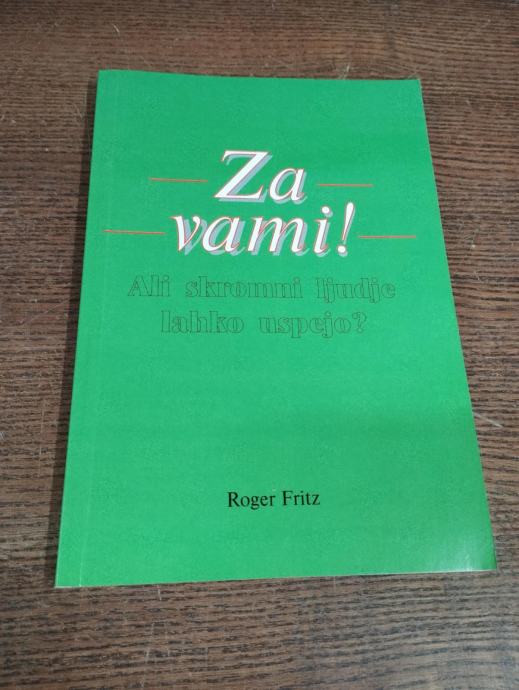 Za
vami!
Ali skromni ljudje
lahko uspejo?
Roger Fritz